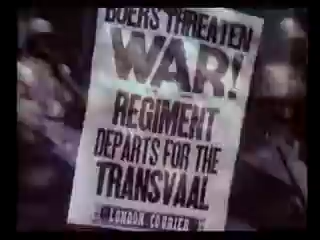 BOERS THREATEN
WAR!
REGIMENT
DEPARTS FOR THE
TRANSVAAL
LONDON COURIER